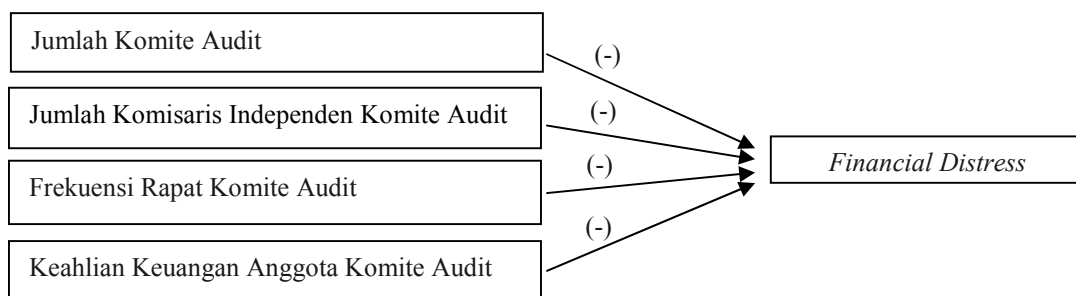 Jumlah Komite Audit
(-)
Jumlah Komisaris Independen Komite Audit
(-)
Financial Distress
Frekuensi Rapat Komite Audit
(-)
(-)
Keahlian Keuangan Anggota Komite Audit